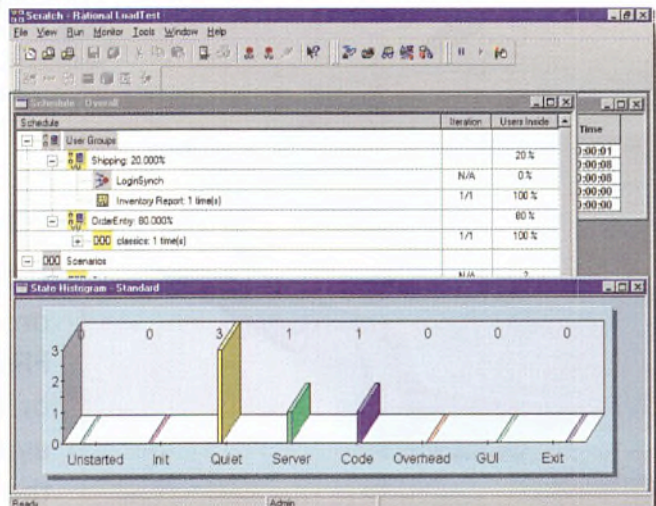 Scratch - Rational LoadTest
File View Run Monitor Tools Window Help
Schedule - Overall
Schedule Iteration Users Inside
Time
User Groups
Shipping: 20.000% 20 %
0:00:01
LoginSynch N/A 0 %
0:00:08
Inventory Report: 1 time(s) 1/1 100 %
0:00:00
OrderEntry: 80.000% 80 %
0:00:00
classics: 1 time(s) 1/1 100 %
Scenarios
N/A 2
State Histogram - Standard
0 0 3 1 1 0 0 0
3
2
1
0
Unstarted Init Quiet Server Code Overhead GUI Exit
Ready Admin